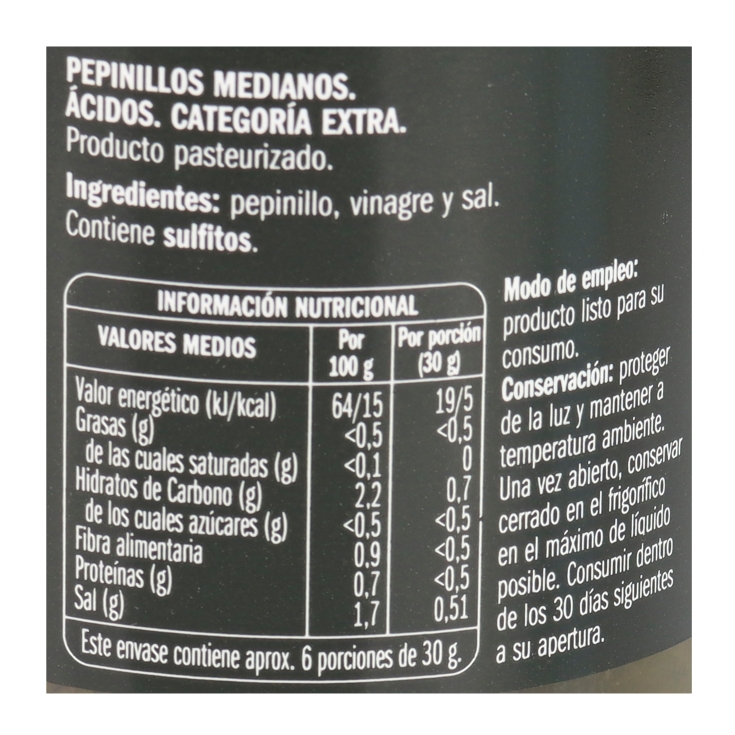 PEPINILLOS MEDIANOS.
ÁCIDOS. CATEGORÍA EXTRA.
Producto pasteurizado.
Ingredientes: pepinillo, vinagre y sal.
Contiene sulfitos.
INFORMACIÓN NUTRICIONAL
VALORES MEDIOS Por 100 g Por porción (30 g)
Valor energético (kJ/kcal) 64/15 19/5
Grasas (g) <0,5 <0,5
de las cuales saturadas (g) <0,1 0
Hidratos de Carbono (g) 2,2 0,7
de los cuales azúcares (g) <0,5 <0,5
Fibra alimentaria 0,9 <0,5
Proteínas (g) 0,7 <0,5
Sal (g) 1,7 0,51
Este envase contiene aprox. 6 porciones de 30 g.
Modo de empleo:
producto listo para su
consumo.
Conservación: proteger
de la luz y mantener a
temperatura ambiente.
Una vez abierto, conservar
cerrado en el frigorífico
en el máximo de líquido
posible. Consumir dentro
de los 30 días siguientes
a su apertura.